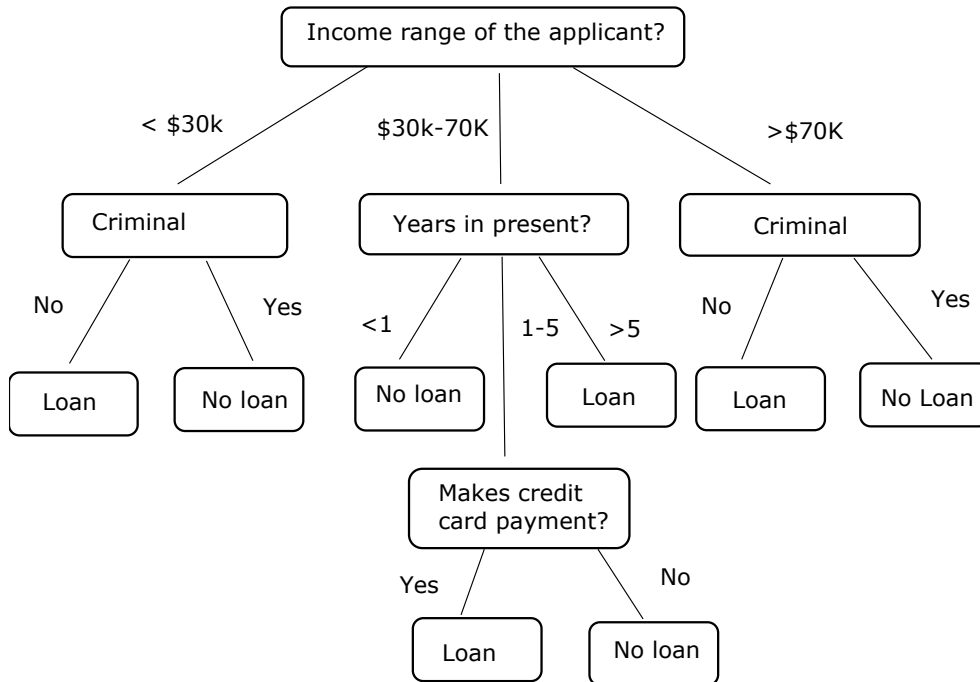 Income range of the applicant?
< $30k
$30k-70K
>$70K
Criminal
Years in present?
Criminal
No
Yes
<1
1-5
>5
No
Yes
Loan
No loan
No loan
Loan
Loan
No Loan
Makes credit
card payment?
Yes
No
Loan
No loan